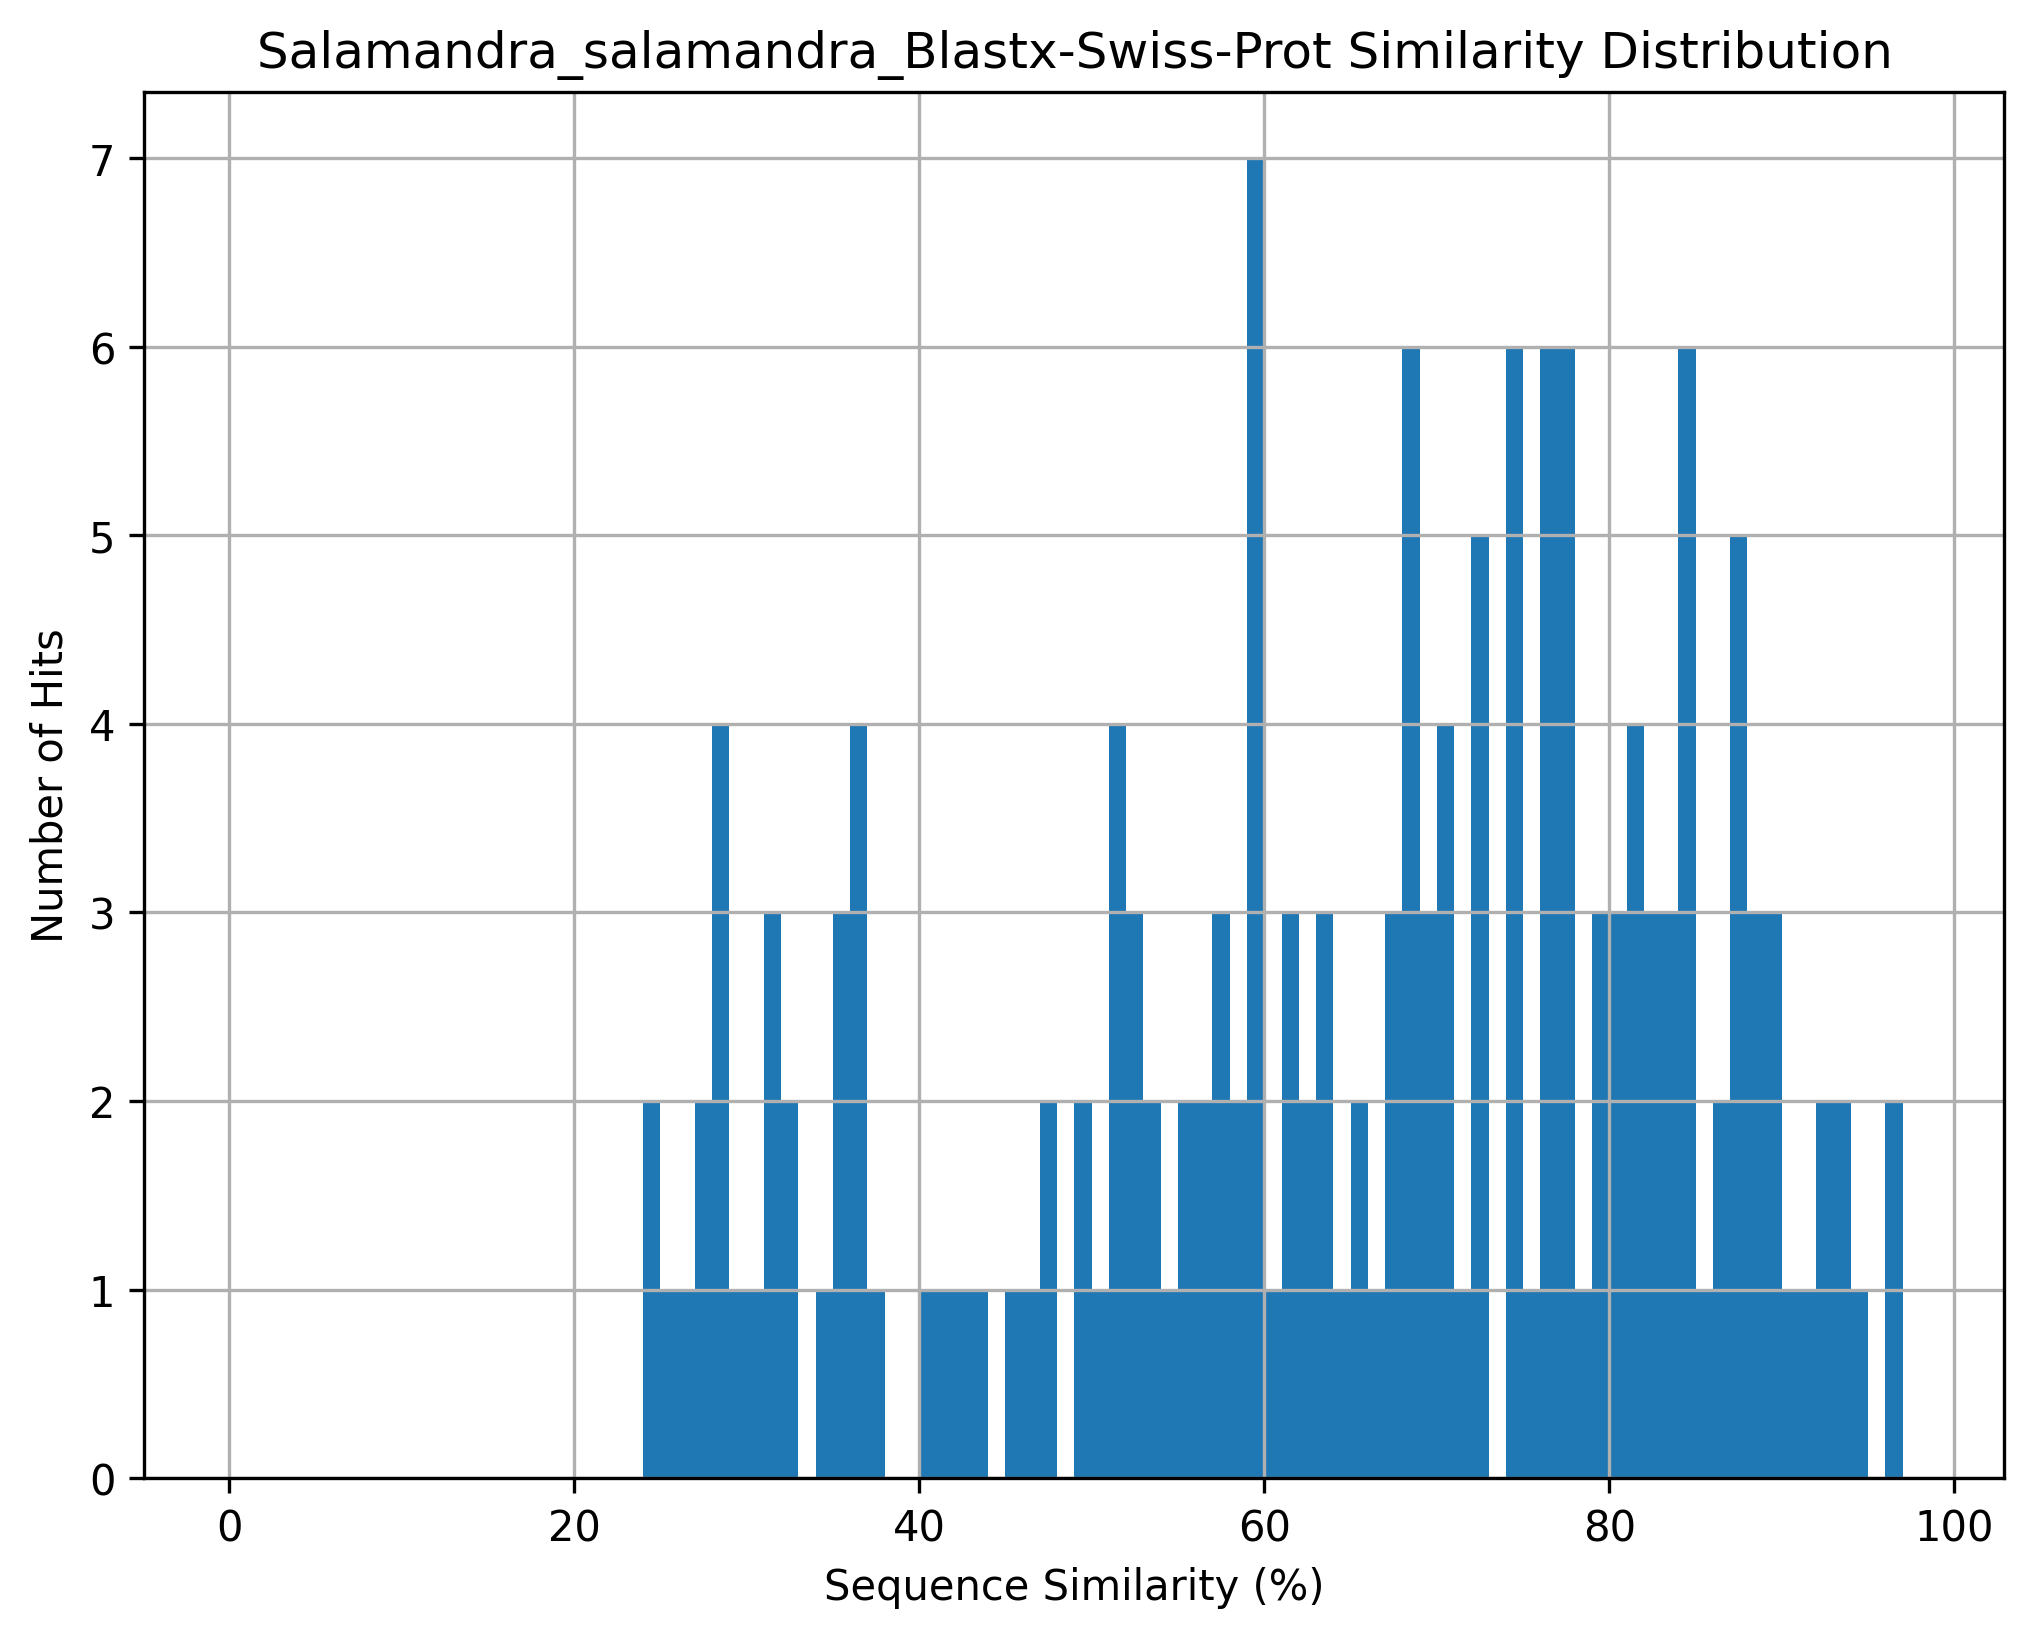 Salamandra_salamandra_Blastx-Swiss-Prot Similarity Distribution
7
6
5
4
3
2
1
0
Number of Hits
0 20 40 60 80 100
Sequence Similarity (%)